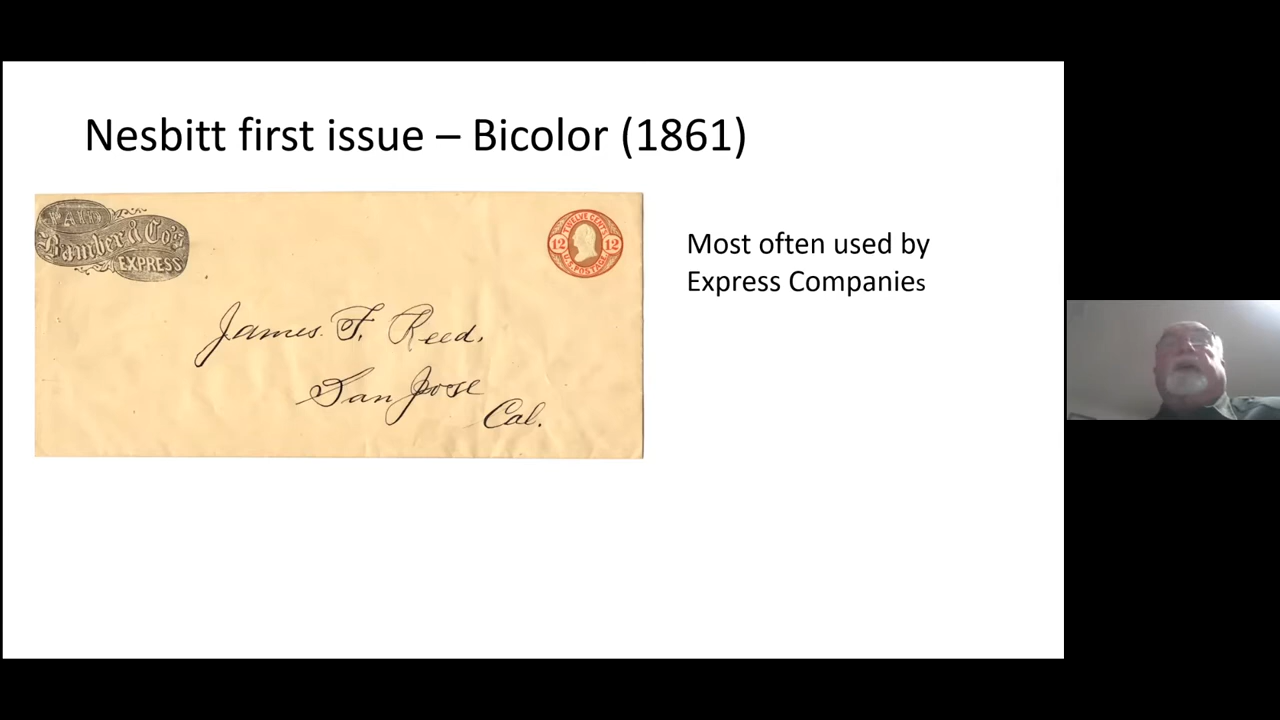 Nesbitt first issue – Bicolor (1861)
PAID
Bamber & Co's
EXPRESS
TWELVE CENTS
12 12
U.S. POSTAGE
Most often used by
Express Companies
James. F. Reed.
San Jose
Cal.